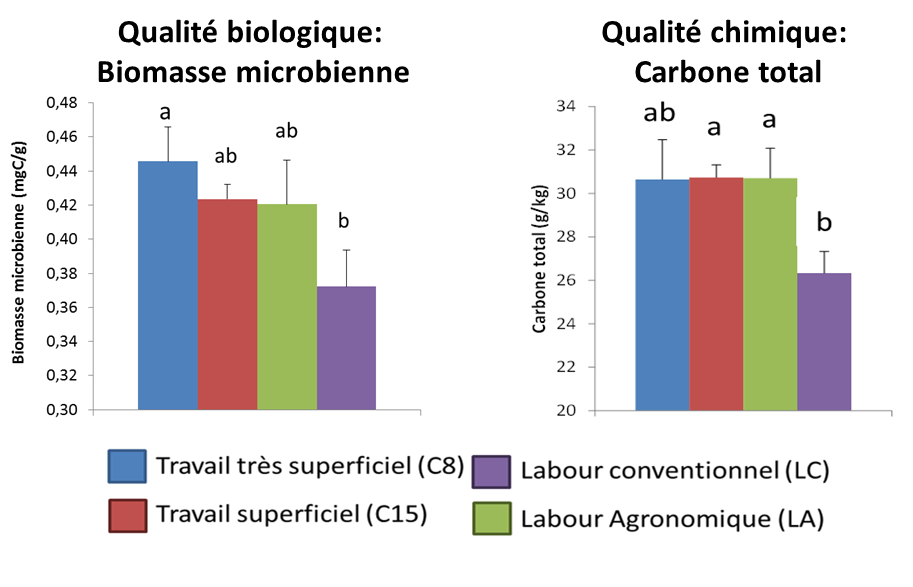 Qualité biologique:
Biomasse microbienne
Qualité chimique:
Carbone total
Biomasse microbienne (mgC/g)
0,48
0,46
0,44
0,42
0,40
0,38
0,36
0,34
0,32
0,30
a
ab
ab
b
Carbone total (g/kg)
34
32
30
28
26
24
22
20
ab
a
a
b
Travail très superficiel (C8)
Travail superficiel (C15)
Labour conventionnel (LC)
Labour Agronomique (LA)